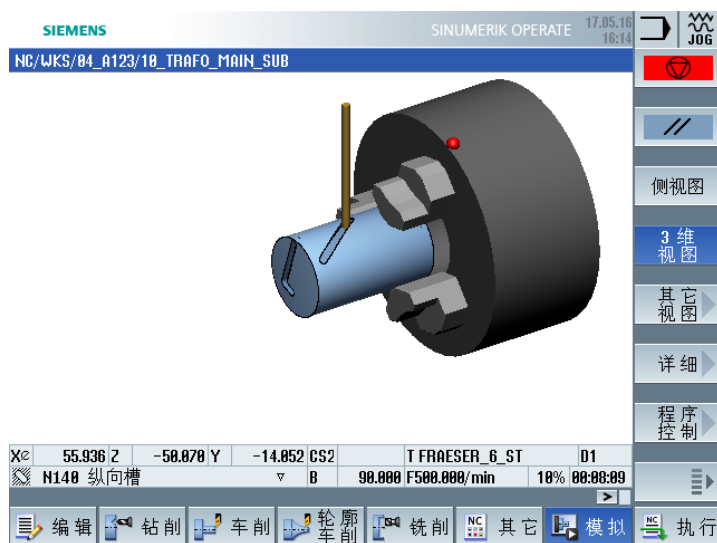 SIEMENS
SINUMERIK OPERATE
17.05.16
16:14
JOG
NC/WKS/04_A123/10_TRAFO_MAIN_SUB
侧视图
3 维
视图
其它
视图
详细
程序
控制
X 55.936 Z -50.070 Y -14.052 CS2 T FRAESER_6_ST D1
N140 纵向槽 B 90.000 F500.000/min 10% 00:08:09
>
编辑
钻削
车削
轮廓
车削
铣削
NC
其它
模拟
NC
执行